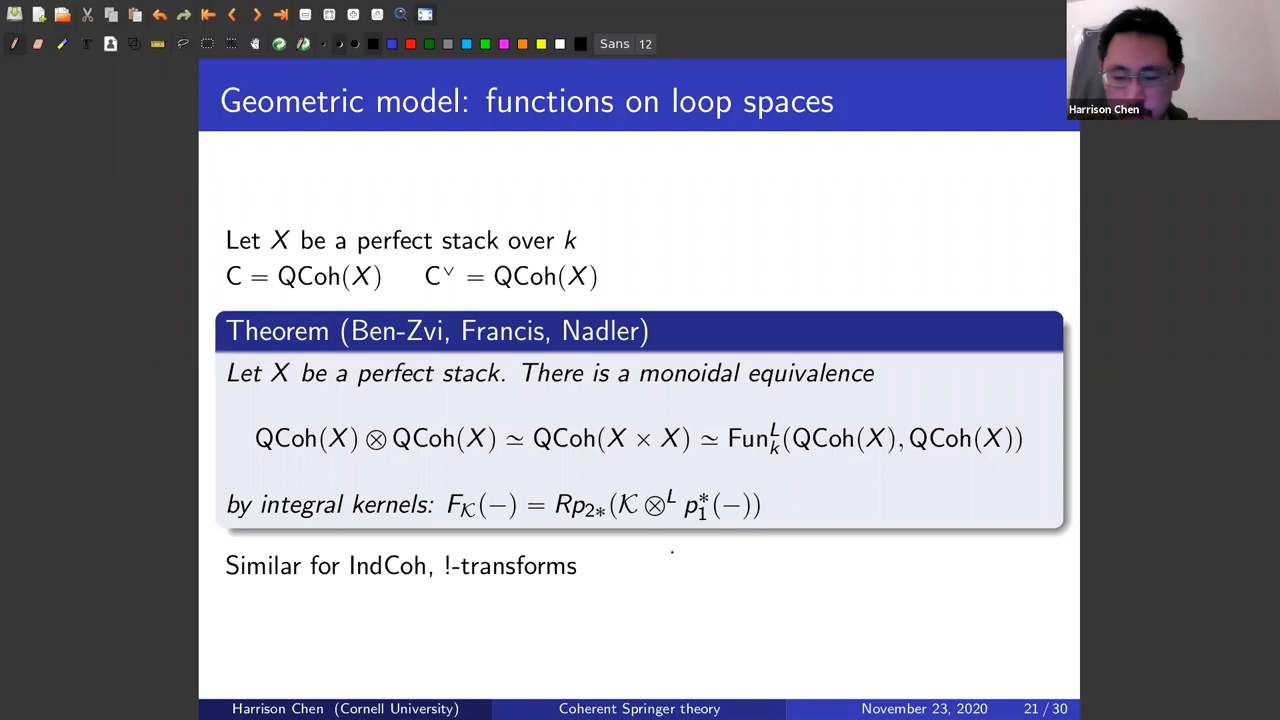 Sans 12
Harrison Chen
Geometric model: functions on loop spaces
Let X be a perfect stack over k
C = QCoh(X) C^∨ = QCoh(X)
Theorem (Ben-Zvi, Francis, Nadler)
Let X be a perfect stack. There is a monoidal equivalence
QCoh(X) ⊗ QCoh(X) ≃ QCoh(X × X) ≃ Fun^L_k(QCoh(X), QCoh(X))
by integral kernels: F_𝒦(−) = Rp_{2*}(𝒦 ⊗^L p_1^*(−))
Similar for IndCoh, !-transforms
Harrison Chen (Cornell University) Coherent Springer theory November 23, 2020 21 / 30